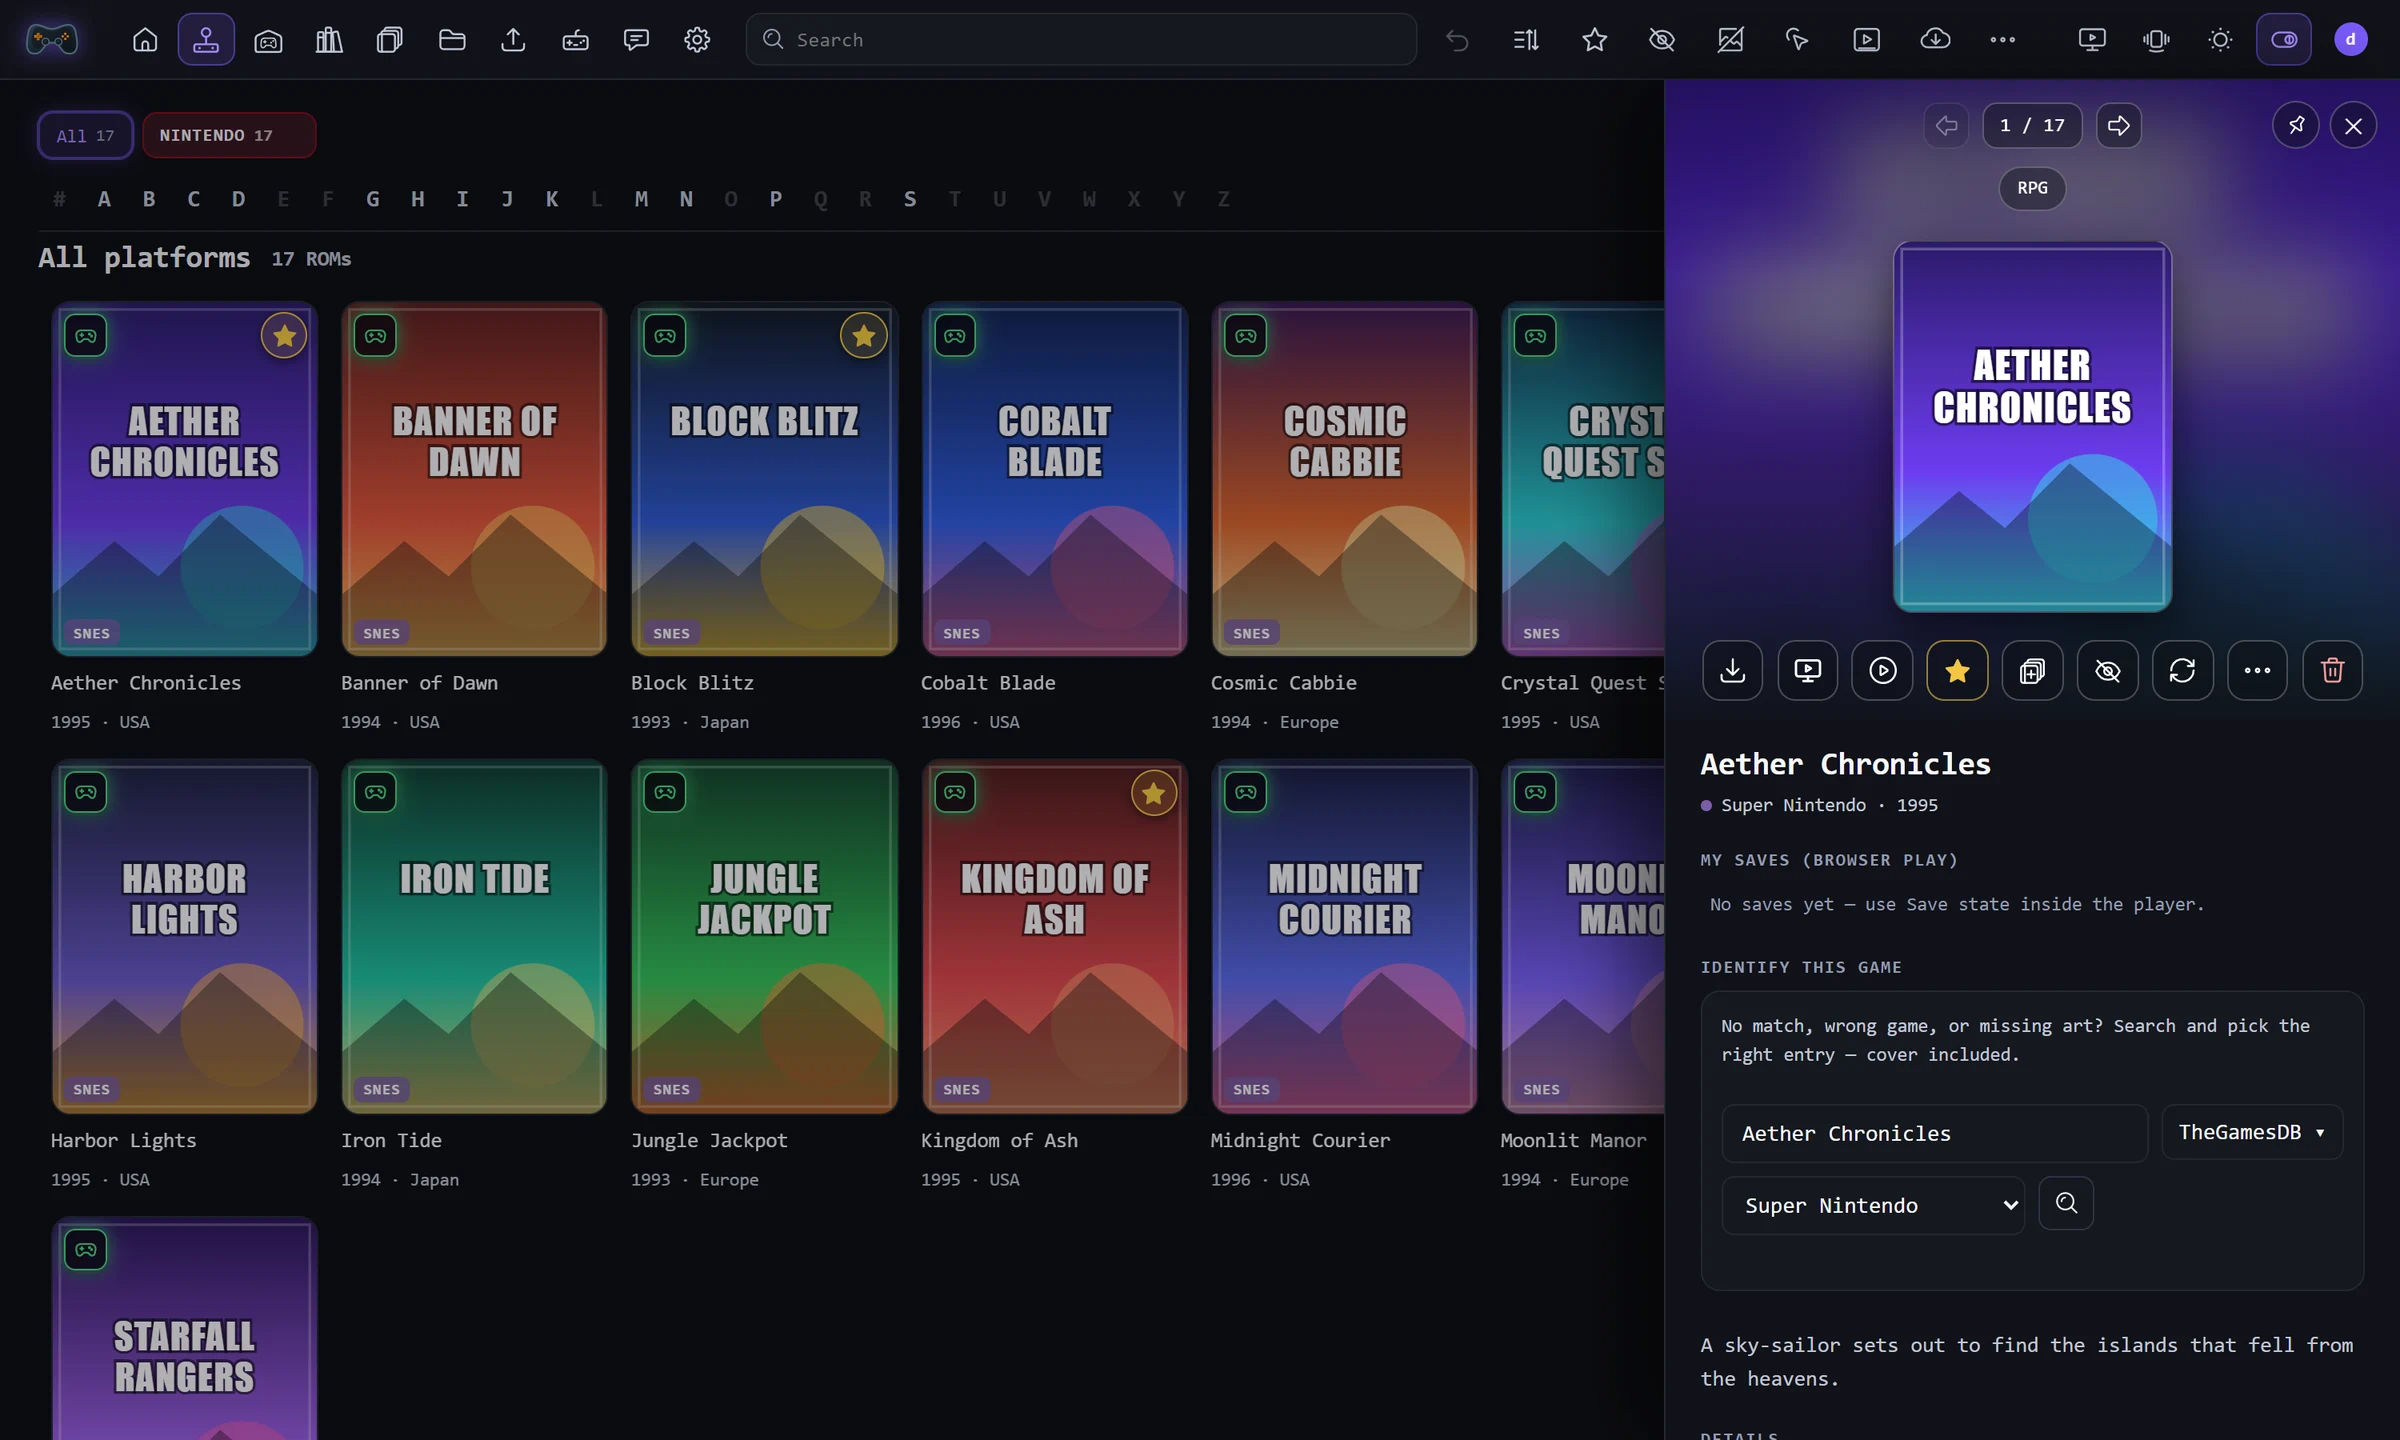 Search
d
All 17
NINTENDO 17
# A B C D E F G H I J K L M N O P Q R S T U V W X Y Z
All platforms 17 ROMs
AETHER
CHRONICLES
SNES
Aether Chronicles
1995 · USA
BANNER OF
DAWN
SNES
Banner of Dawn
1994 · USA
BLOCK BLITZ
SNES
Block Blitz
1993 · Japan
COBALT
BLADE
SNES
Cobalt Blade
1996 · USA
COSMIC
CABBIE
SNES
Cosmic Cabbie
1994 · Europe
CRYST
QUEST S
SNES
Crystal Quest S
1995 · USA
HARBOR
LIGHTS
SNES
Harbor Lights
1995 · USA
IRON TIDE
SNES
Iron Tide
1994 · Japan
JUNGLE
JACKPOT
SNES
Jungle Jackpot
1993 · Europe
KINGDOM OF
ASH
SNES
Kingdom of Ash
1995 · USA
MIDNIGHT
COURIER
SNES
Midnight Courier
1996 · USA
MOON
MANO
SNES
Moonlit Manor
1994 · Europe
STARFALL
RANGERS
1 / 17
RPG
AETHER
CHRONICLES
Aether Chronicles
Super Nintendo · 1995
MY SAVES (BROWSER PLAY)
No saves yet — use Save state inside the player.
IDENTIFY THIS GAME
No match, wrong game, or missing art? Search and pick the
right entry — cover included.
Aether Chronicles
TheGamesDB
Super Nintendo
A sky-sailor sets out to find the islands that fell from
the heavens.
DETAILS